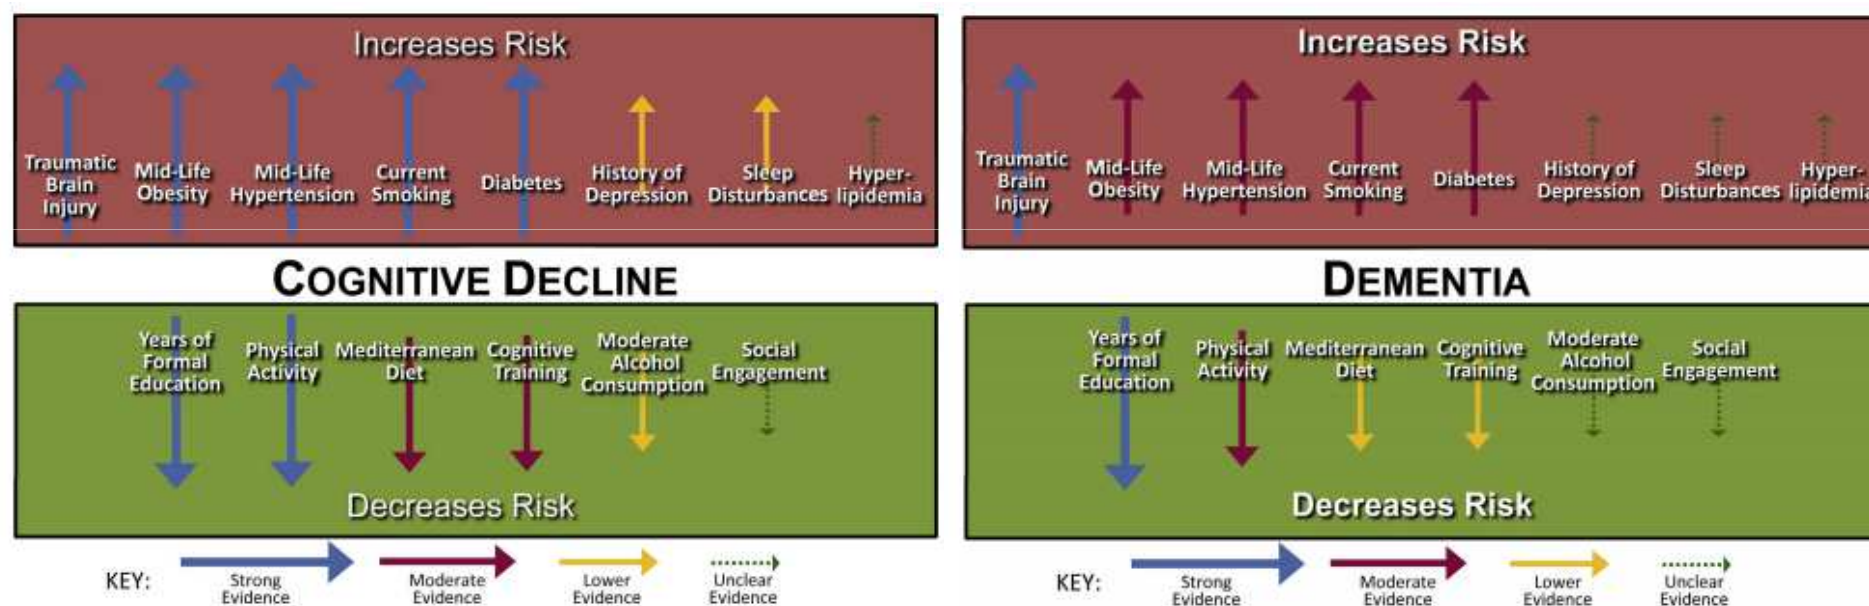 Increases Risk
Traumatic
Brain
Injury
Mid-Life
Obesity
Mid-Life
Hypertension
Current
Smoking
Diabetes
History of
Depression
Sleep
Disturbances
Hyper-
lipidemia
COGNITIVE DECLINE
Years of
Formal
Education
Physical
Activity
Mediterranean
Diet
Cognitive
Training
Moderate
Alcohol
Consumption
Social
Engagement
Decreases Risk
KEY:
Strong
Evidence
Moderate
Evidence
Lower
Evidence
Unclear
Evidence
Increases Risk
Traumatic
Brain
Injury
Mid-Life
Obesity
Mid-Life
Hypertension
Current
Smoking
Diabetes
History of
Depression
Sleep
Disturbances
Hyper-
lipidemia
DEMENTIA
Years of
Formal
Education
Physical
Activity
Mediterranean
Diet
Cognitive
Training
Moderate
Alcohol
Consumption
Social
Engagement
Decreases Risk
KEY:
Strong
Evidence
Moderate
Evidence
Lower
Evidence
Unclear
Evidence